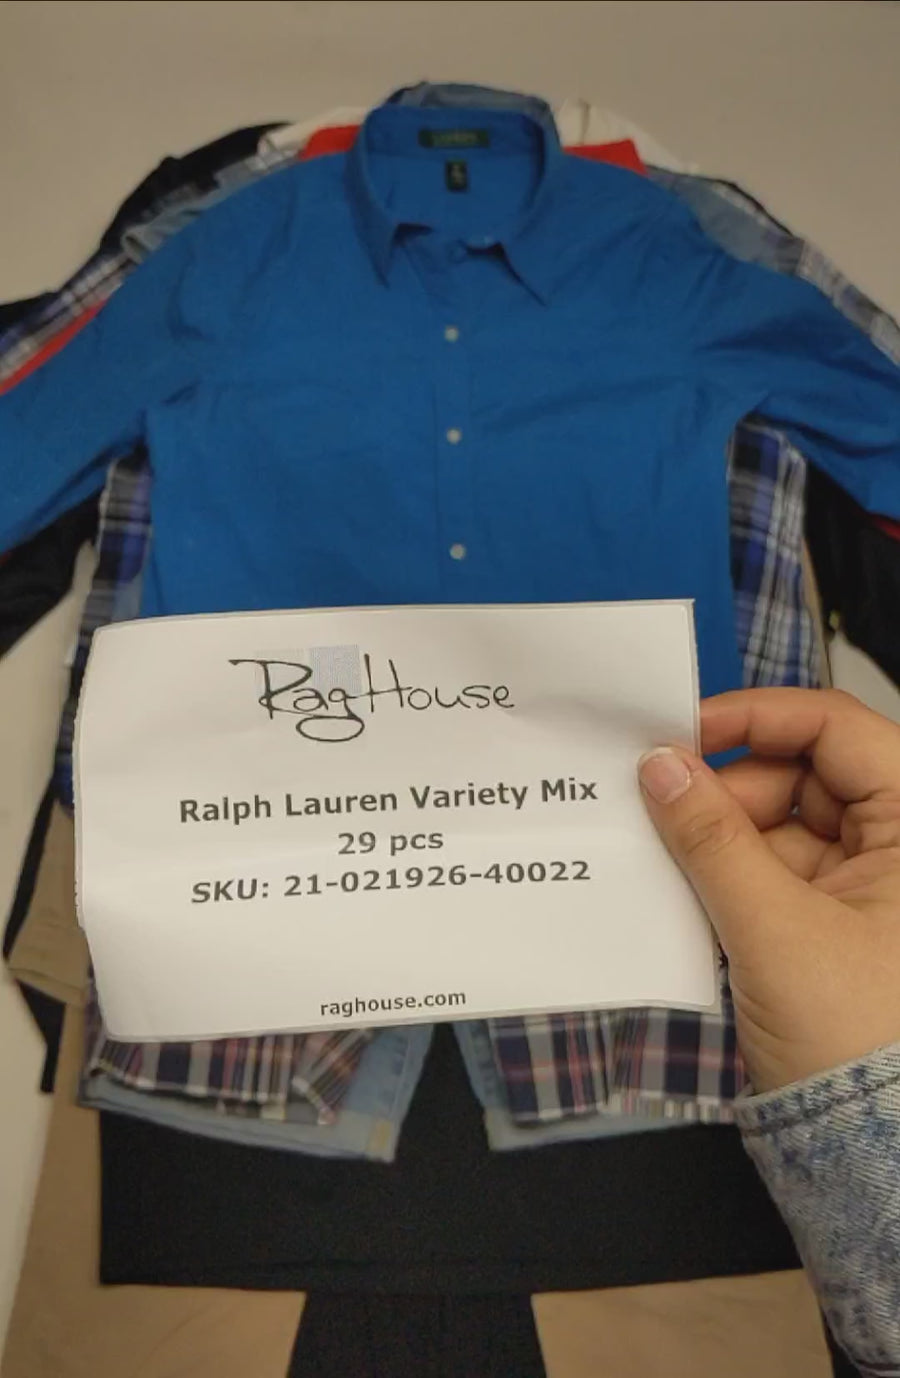 RagHouse
Ralph Lauren Variety Mix
29 pcs
SKU: 21-021926-40022
raghouse.com